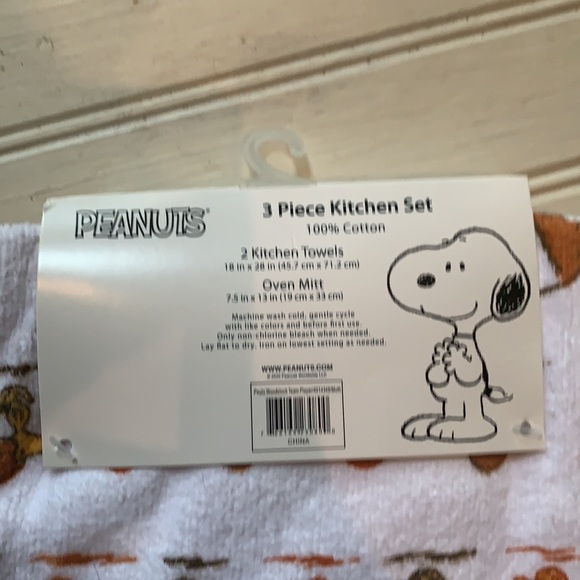 PEANUTS
3 Piece Kitchen Set
100% Cotton
2 Kitchen Towels
18 in x 28 in (45.7 cm x 71.2 cm)
Oven Mitt
7.5 in x 13 in (19 cm x 33 cm)
Machine wash cold, gentle cycle
with like colors and before first use.
Only non-chlorine bleach when needed.
Lay flat to dry. Iron on lowest setting as needed.
WWW.PEANUTS.COM
Peanuts Worldwide LLC
CHINA